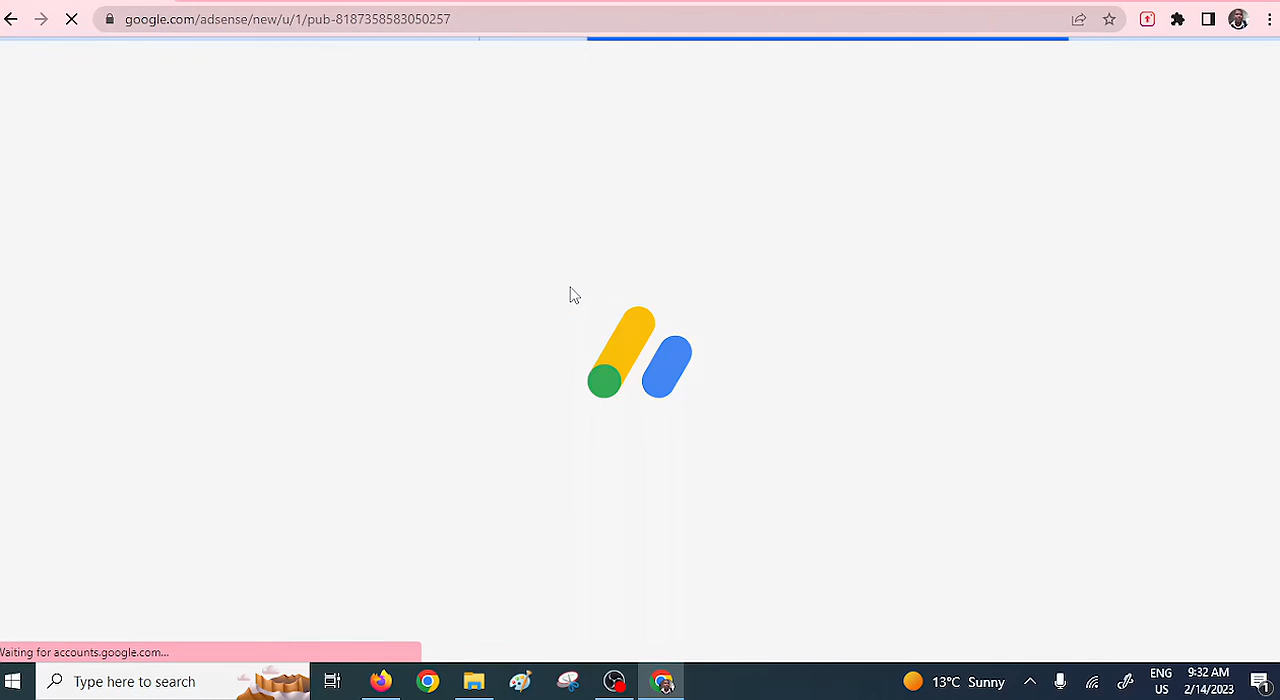 google.com/adsense/new/u/1/pub-8187358583050257
Waiting for accounts.google.com...
Type here to search
13°C Sunny
ENG
US
9:32 AM
2/14/2023
1